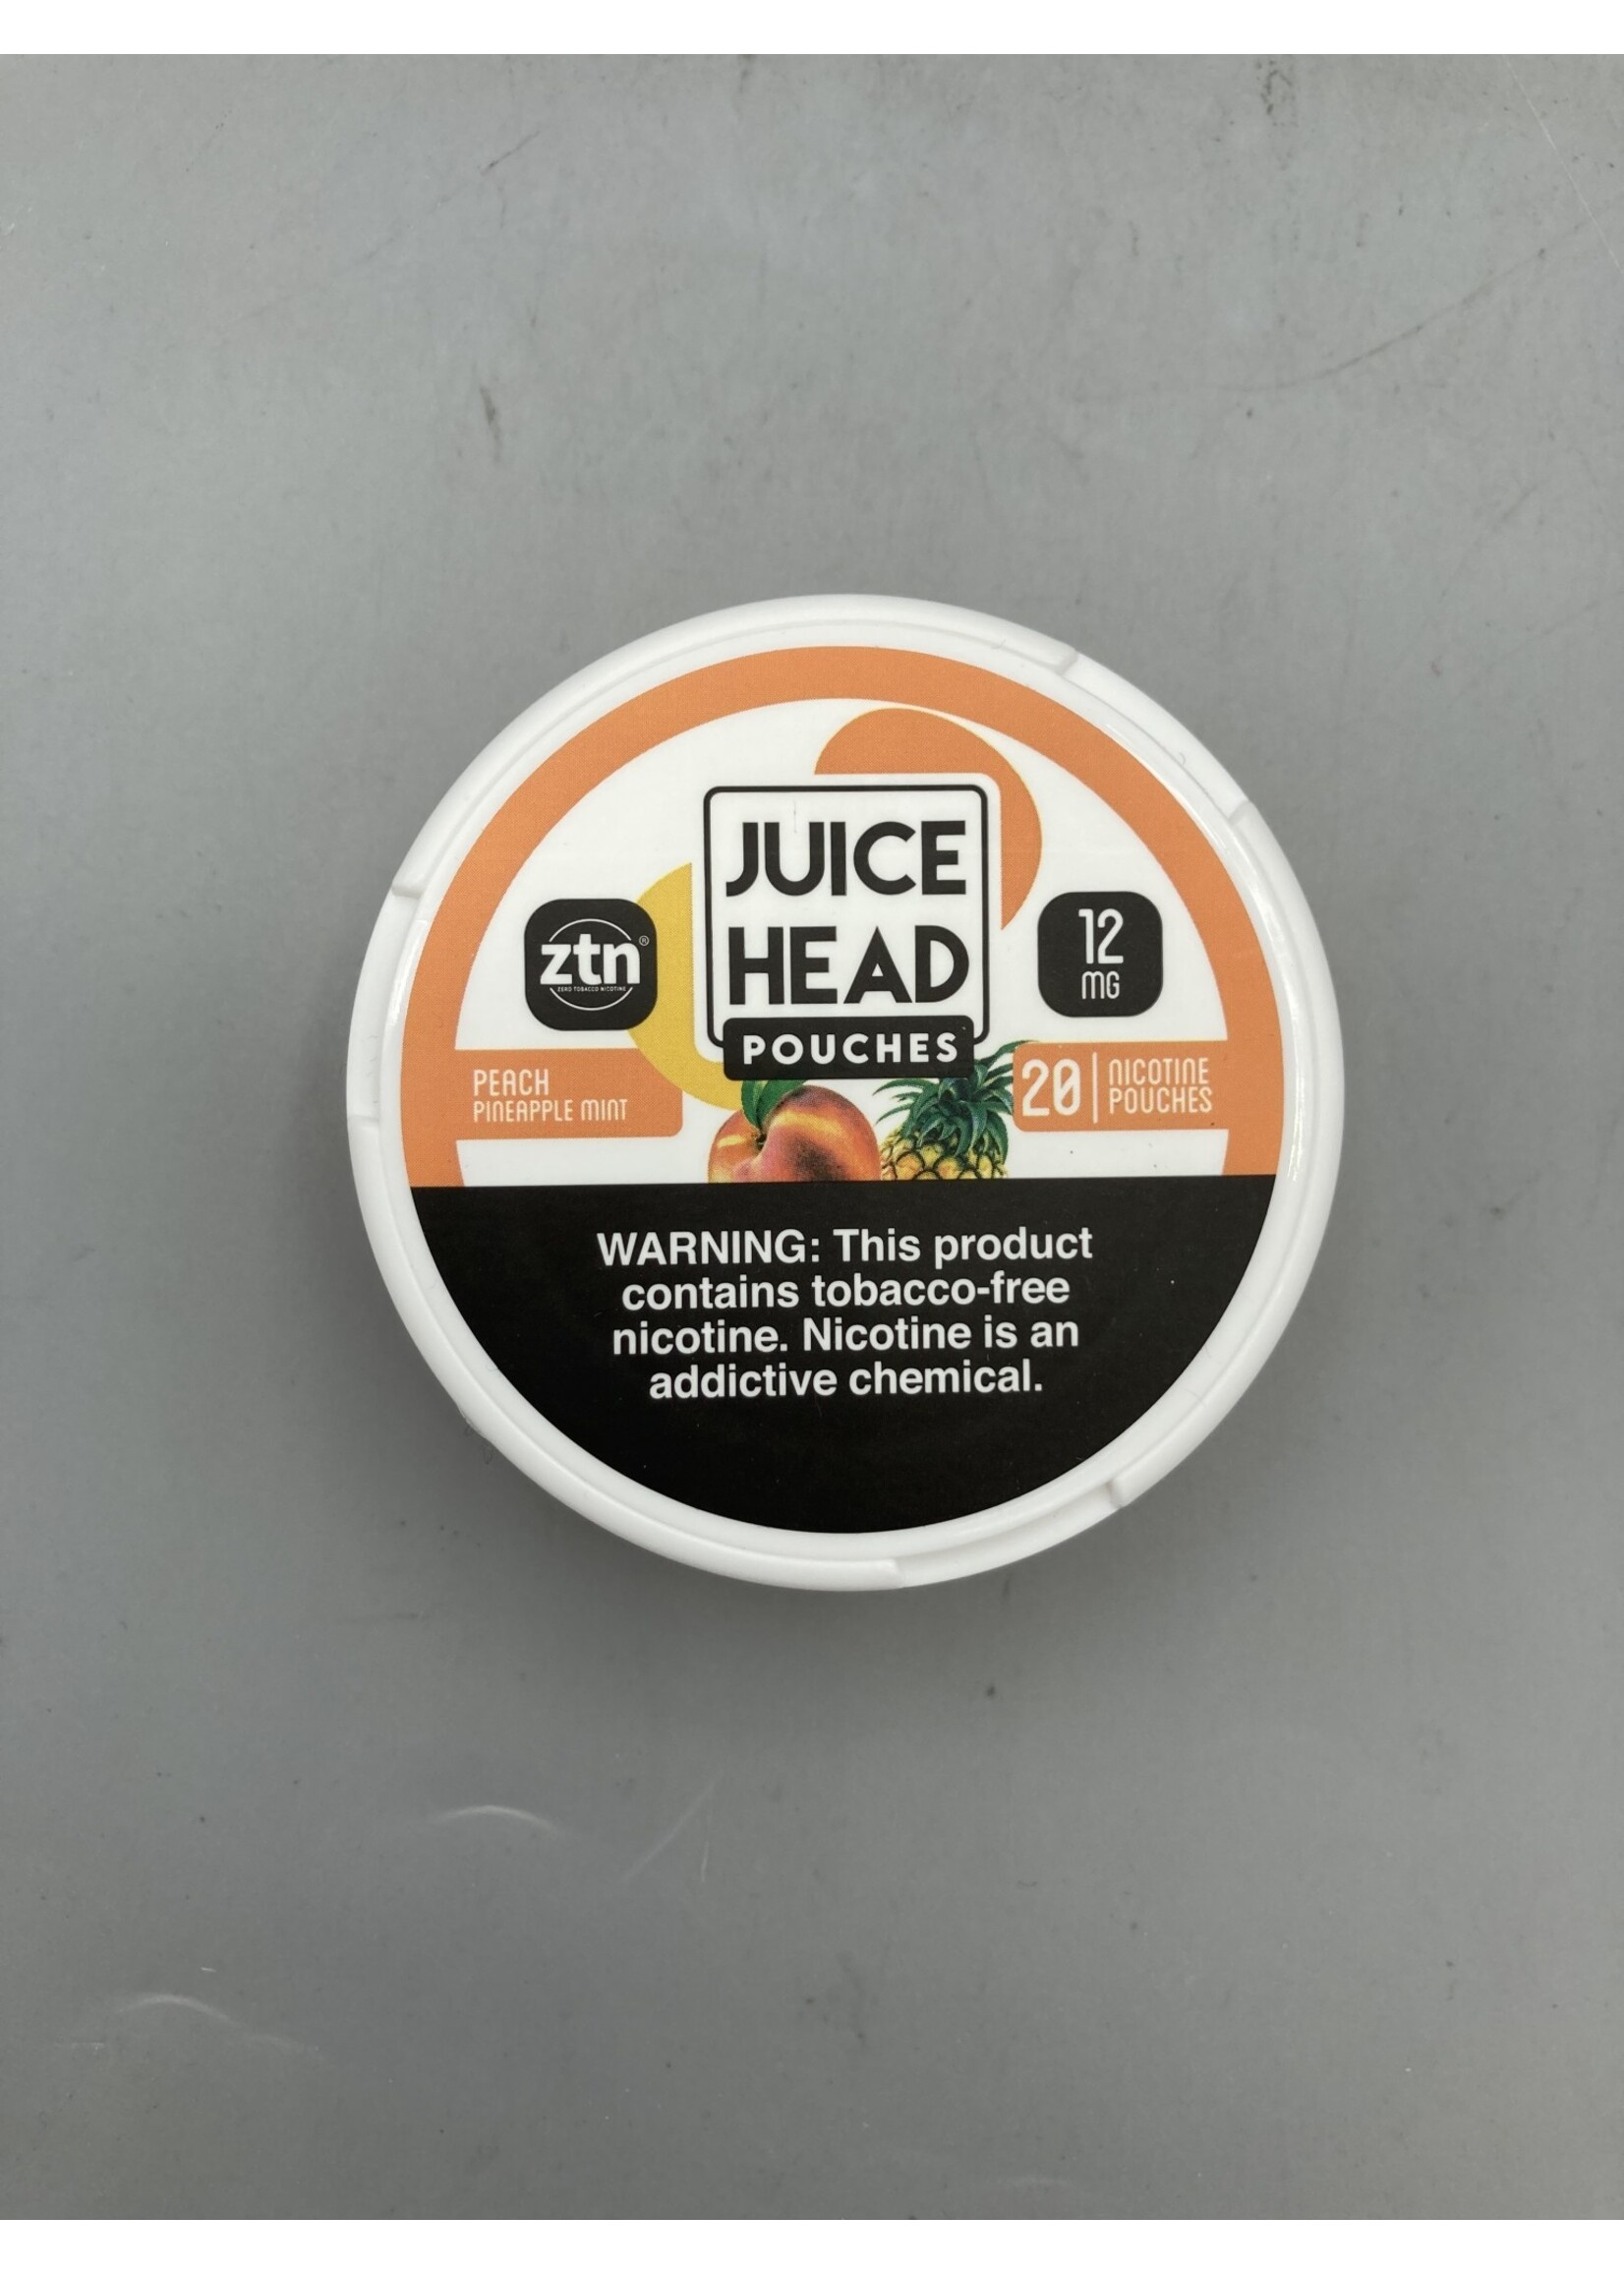 JUICE
HEAD
POUCHES
ztn®
ZERO TOBACCO NICOTINE
12
MG
PEACH
PINEAPPLE MINT
20 | NICOTINE
POUCHES
WARNING: This product
contains tobacco-free
nicotine. Nicotine is an
addictive chemical.